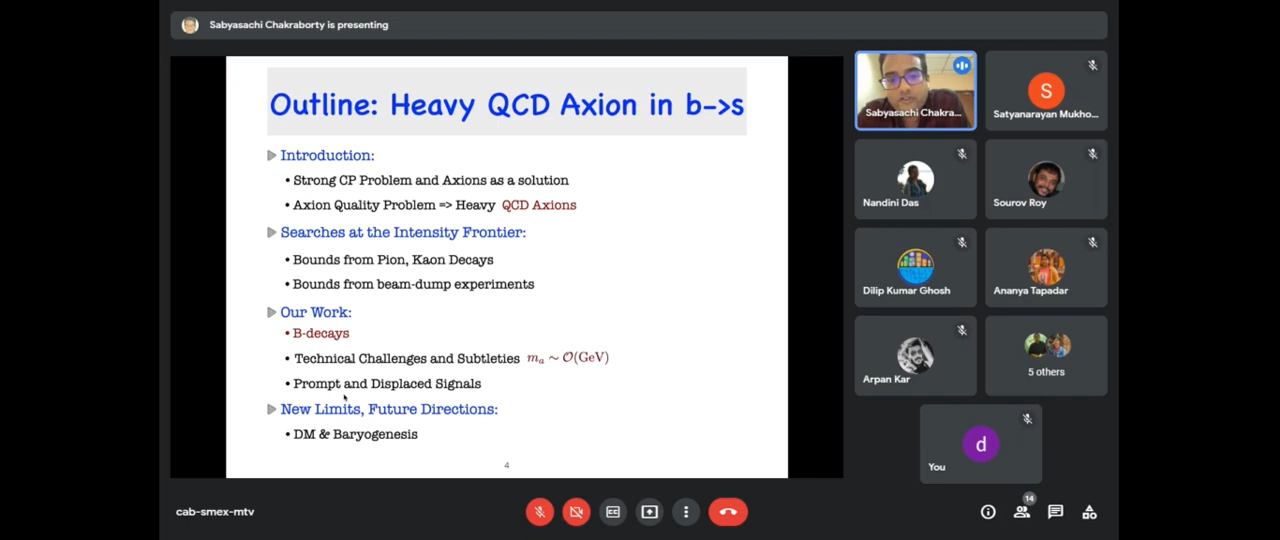 Sabyasachi Chakraborty is presenting
Outline: Heavy QCD Axion in b->s
Introduction:
• Strong CP Problem and Axions as a solution
• Axion Quality Problem => Heavy QCD Axions
Searches at the Intensity Frontier:
• Bounds from Pion, Kaon Decays
• Bounds from beam-dump experiments
Our Work:
• B-decays
• Technical Challenges and Subtleties m_a ∼ O(GeV)
• Prompt and Displaced Signals
New Limits, Future Directions:
• DM & Baryogenesis
4
Sabyasachi Chakra...
S
Satyanarayan Mukho...
Nandini Das
Sourov Roy
Dilip Kumar Ghosh
Ananya Tapadar
Arpan Kar
5 others
d
You
cab-smex-mtv
CC
14